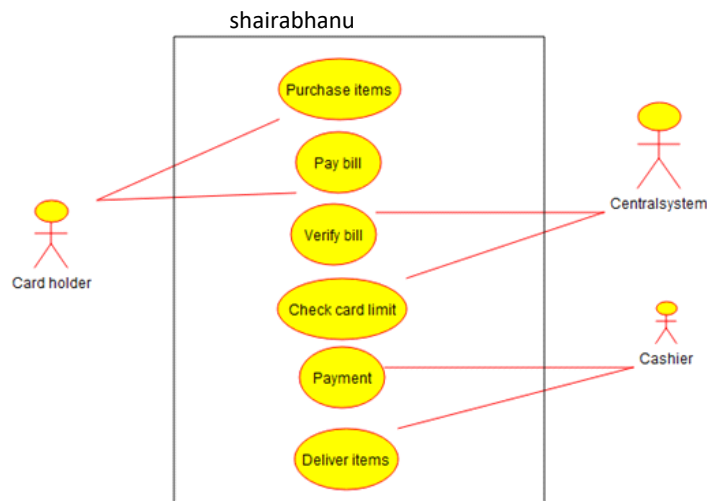 shairabhanu
Purchase items
Pay bill
Centralsystem
Verify bill
Card holder
Check card limit
Cashier
Payment
Deliver items